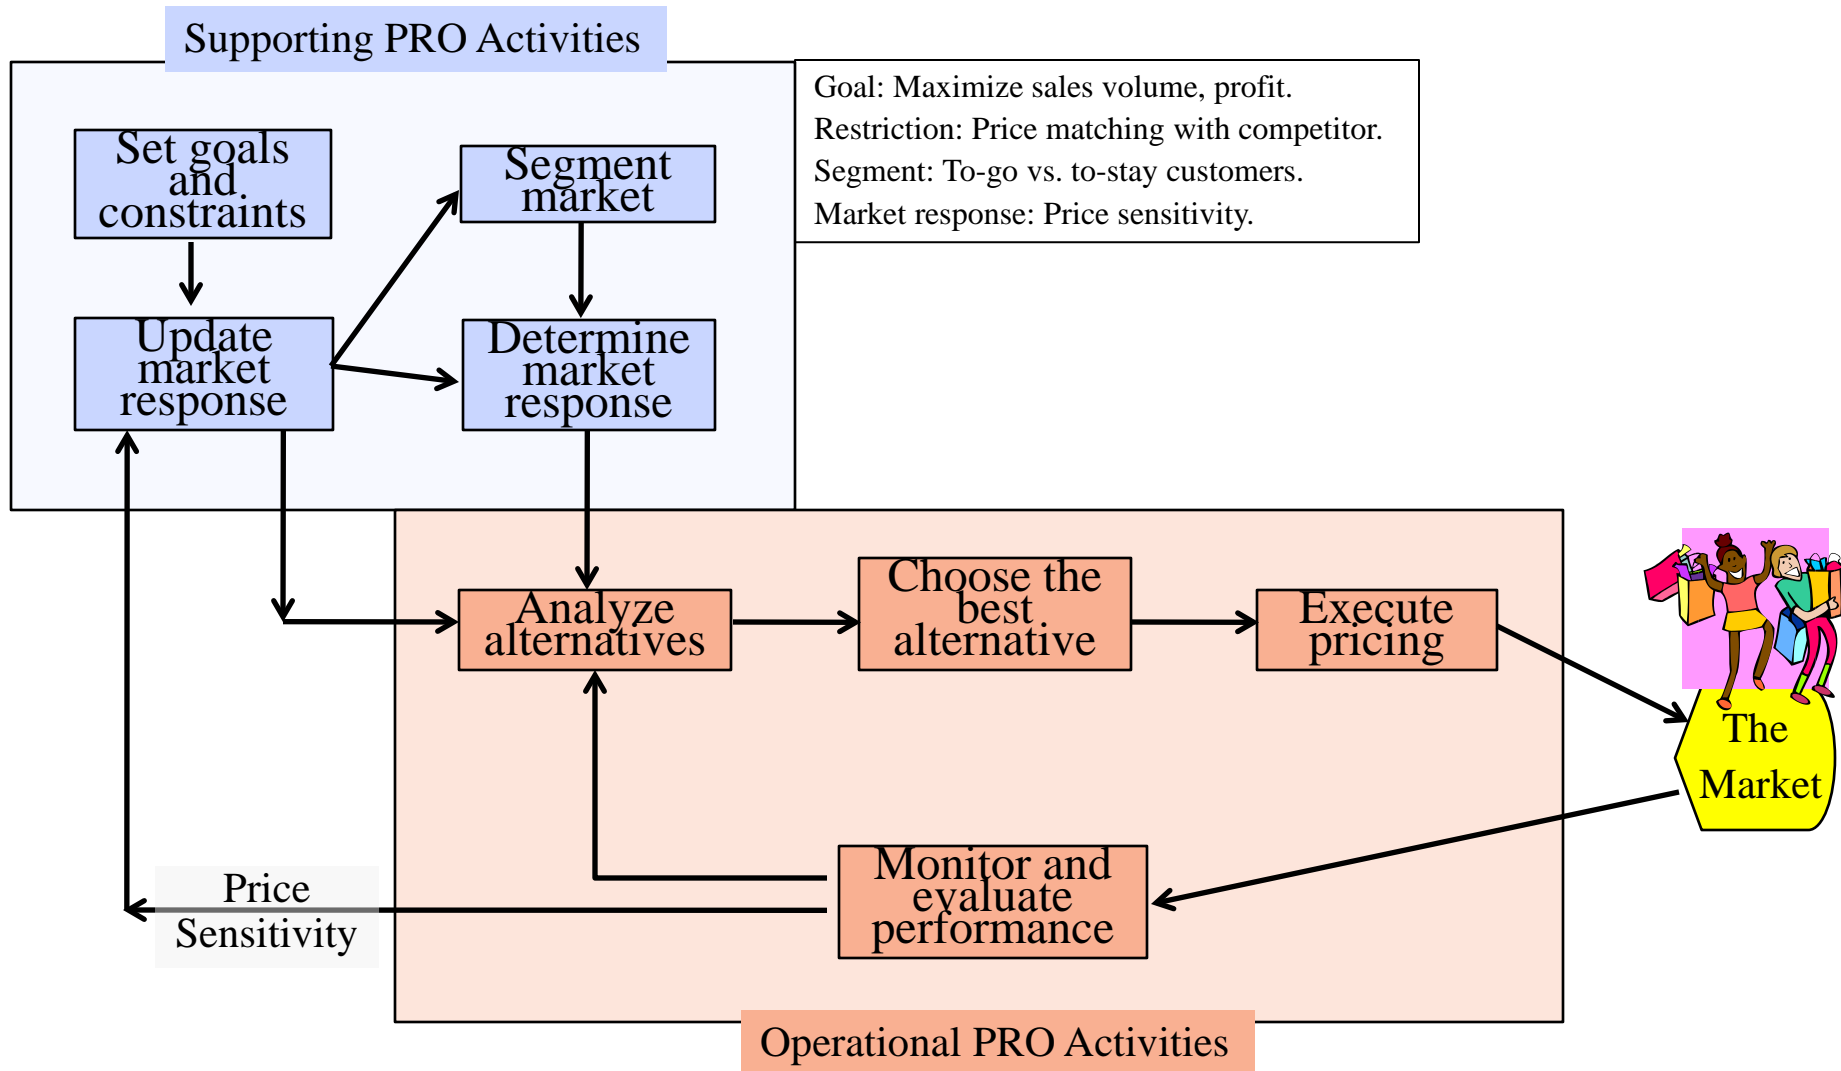 Supporting PRO Activities
Goal: Maximize sales volume, profit.
Restriction: Price matching with competitor.
Segment: To-go vs. to-stay customers.
Market response: Price sensitivity.
Set goals
and
constraints
Segment
market
Update
market
response
Determine
market
response
Analyze
alternatives
Choose the
best
alternative
Execute
pricing
The
Market
Monitor and
evaluate
performance
Price
Sensitivity
Operational PRO Activities